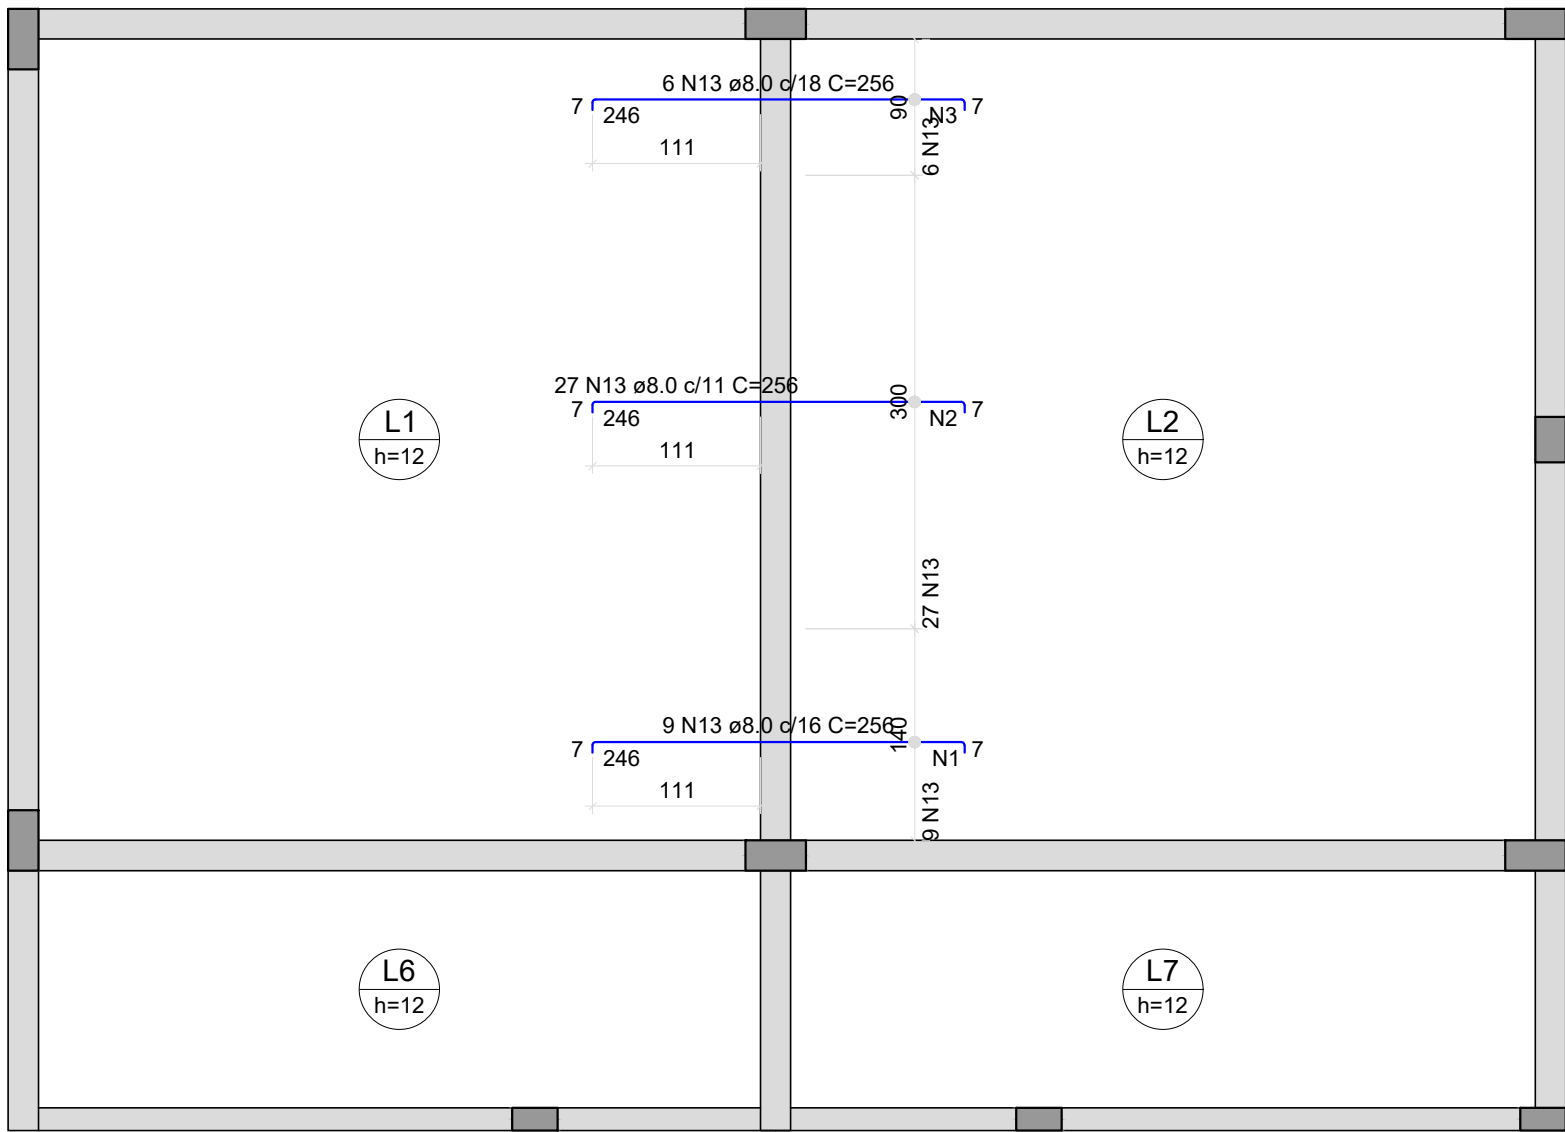 6 N13 ø8.0 c/18 C=256
7
246
N3
7
90
6 N13
111
27 N13 ø8.0 c/11 C=256
7
246
N2
7
300
111
27 N13
L1
h=12
L2
h=12
9 N13 ø8.0 c/16 C=256
7
246
N1
7
140
111
9 N13
L6
h=12
L7
h=12